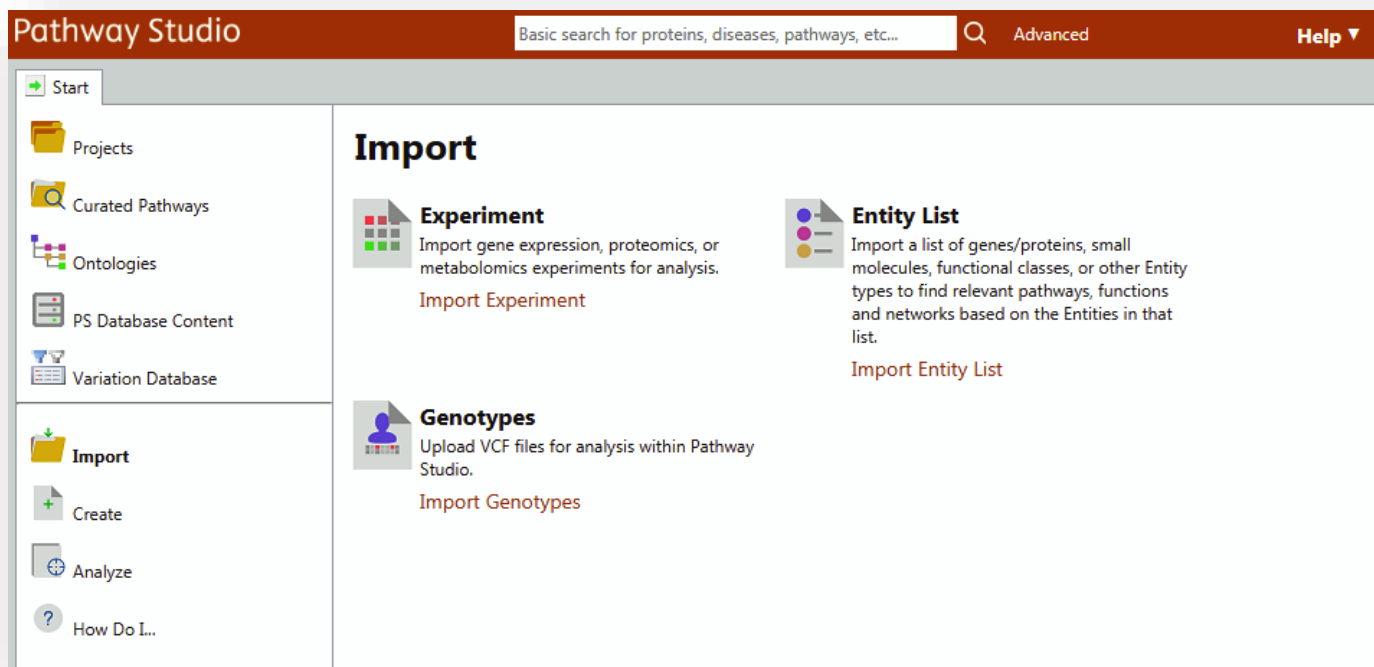 Pathway Studio
Basic search for proteins, diseases, pathways, etc...
Advanced
Help ▼
Start
Projects
Curated Pathways
Ontologies
PS Database Content
Variation Database
Import
Create
Analyze
How Do I...
Import
Experiment
Import gene expression, proteomics, or
metabolomics experiments for analysis.
Import Experiment
Entity List
Import a list of genes/proteins, small
molecules, functional classes, or other Entity
types to find relevant pathways, functions
and networks based on the Entities in that
list.
Import Entity List
Genotypes
Upload VCF files for analysis within Pathway
Studio.
Import Genotypes